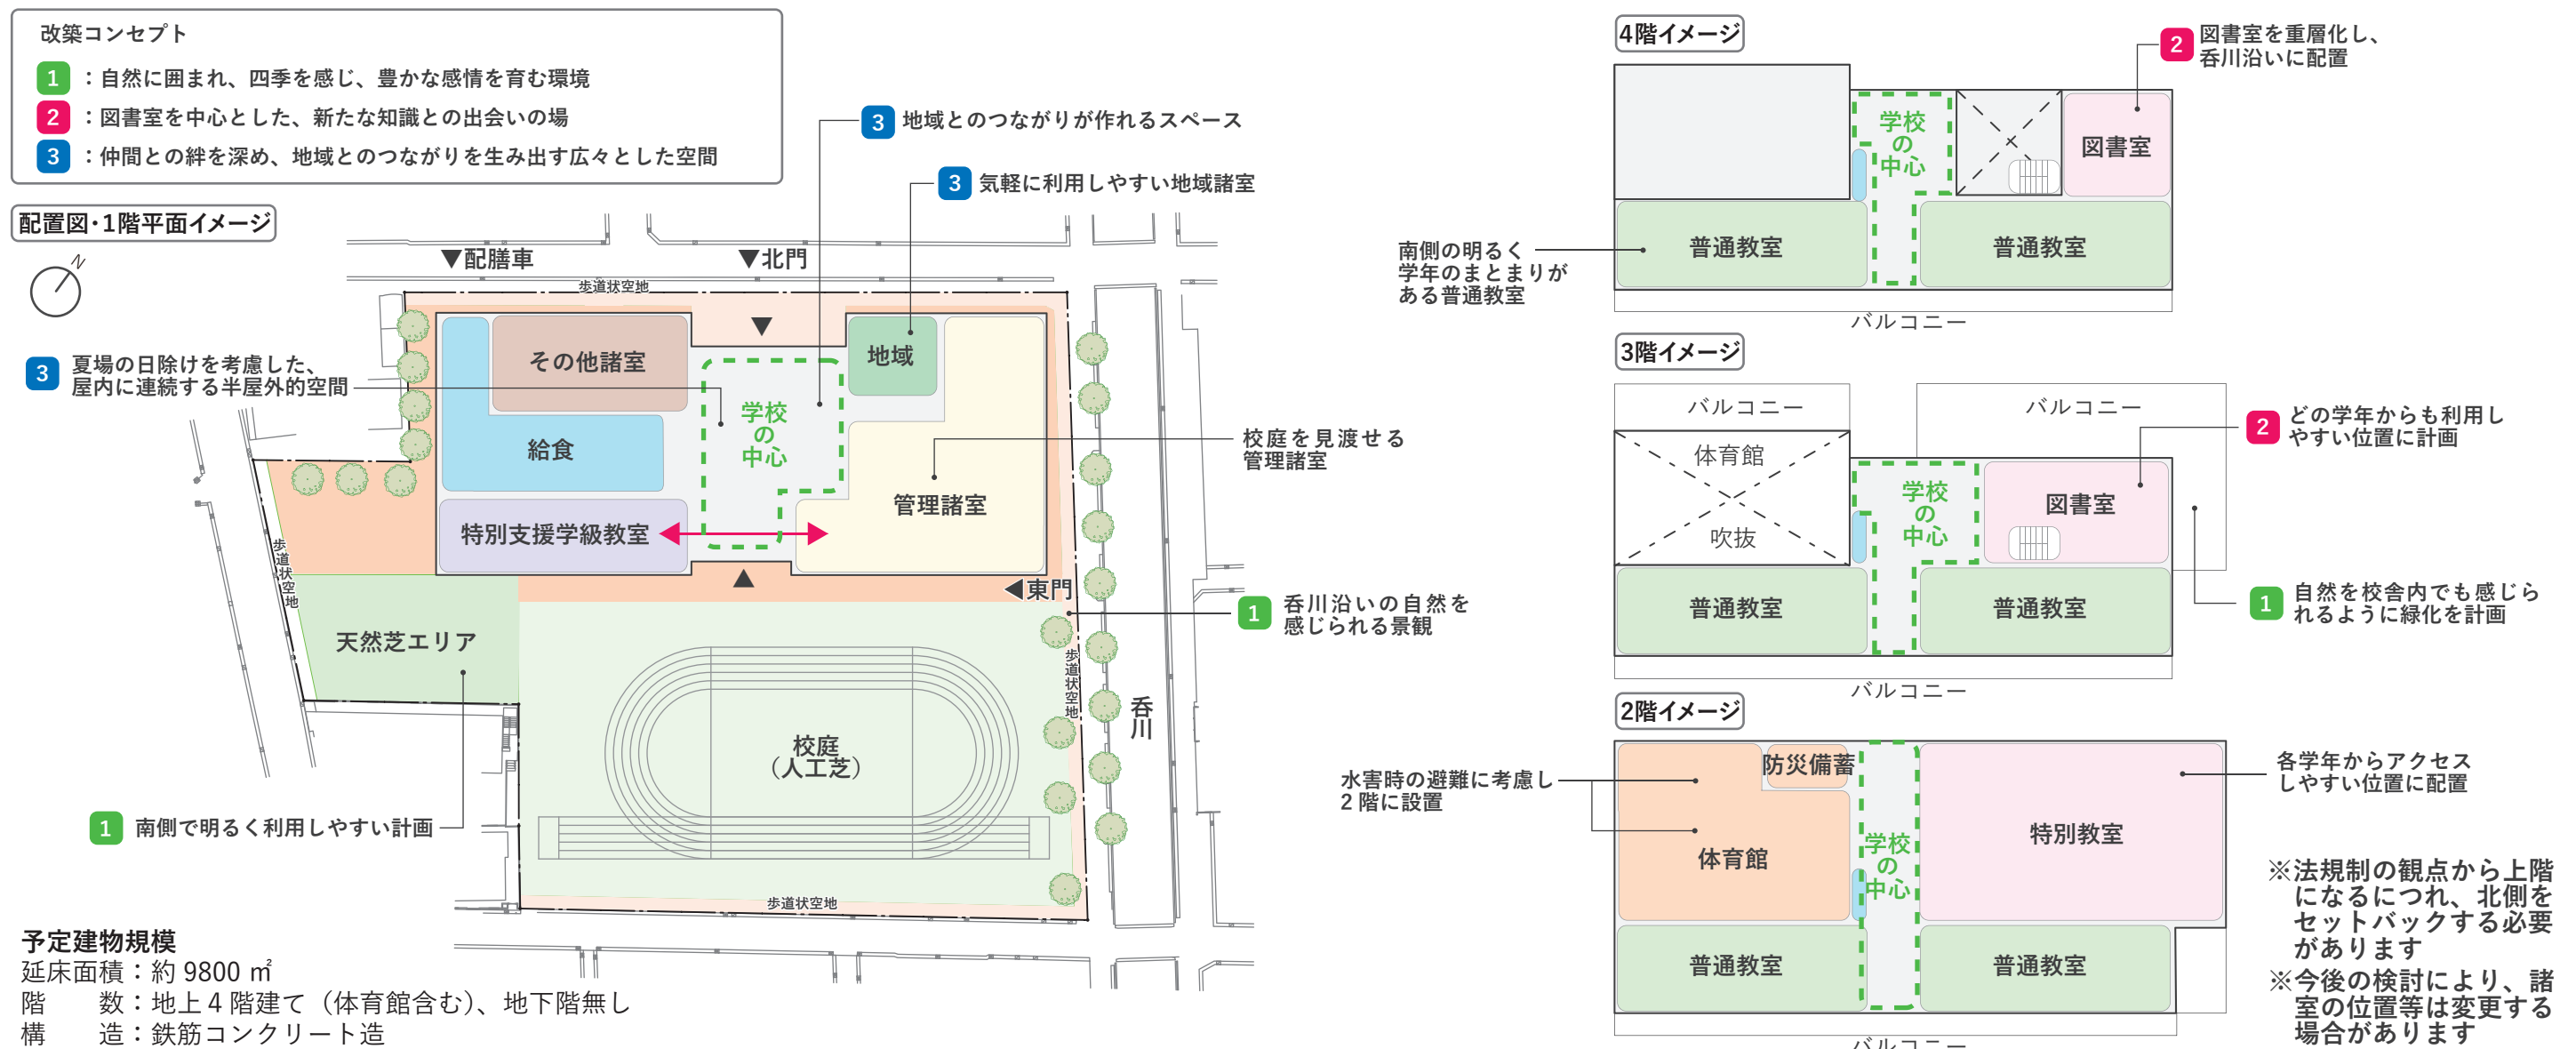 改築コンセプト
1：自然に囲まれ、四季を感じ、豊かな感情を育む環境
2：図書室を中心とした、新たな知識との出会いの場
3：仲間との絆を深め、地域とのつながりを生み出す広々とした空間
配置図・1階平面イメージ
N
3 地域とのつながりが作れるスペース
3 気軽に利用しやすい地域諸室
▼配膳車
▼北門
歩道状空地
3 夏場の日除けを考慮した、
屋内に連続する半屋外的空間
その他諸室
地域
学校
の
中心
給食
校庭を見渡せる
管理諸室
管理諸室
特別支援学級教室
歩道状空地
◀東門
1 呑川沿いの自然を
感じられる景観
天然芝エリア
歩道状空地
呑川
校庭
（人工芝）
1 南側で明るく利用しやすい計画
歩道状空地
予定建物規模
延床面積：約 9800 ㎡
階　　数：地上 4 階建て（体育館含む）、地下階無し
構　　造：鉄筋コンクリート造
4階イメージ
2 図書室を重層化し、
呑川沿いに配置
学校
の
中心
図書室
南側の明るく
学年のまとまりが
ある普通教室
普通教室
普通教室
バルコニー
3階イメージ
バルコニー
バルコニー
2 どの学年からも利用し
やすい位置に計画
体育館
吹抜
学校
の
中心
図書室
1 自然を校舎内でも感じら
れるように緑化を計画
普通教室
普通教室
バルコニー
2階イメージ
防災備蓄
各学年からアクセス
しやすい位置に配置
水害時の避難に考慮し
2 階に設置
体育館
学校
の
中心
特別教室
普通教室
普通教室
バルコニー
※法規制の観点から上階
になるにつれ、北側を
セットバックする必要
があります
※今後の検討により、諸
室の位置等は変更する
場合があります